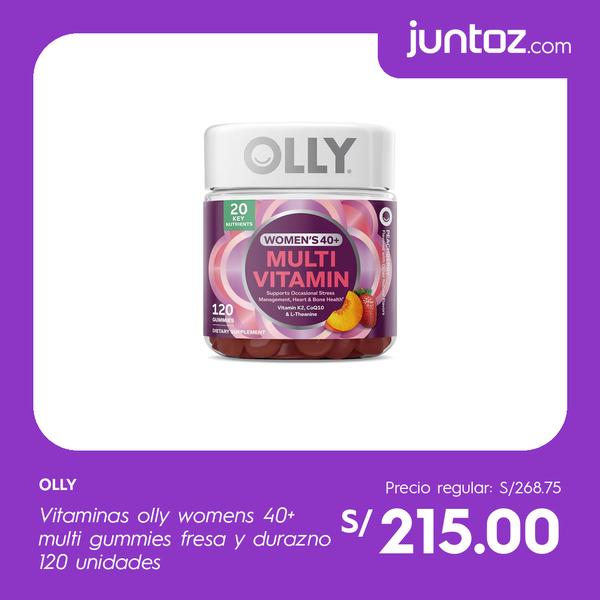 juntoz.com
OLLY
20
KEY
NUTRIENTS
WOMEN'S 40+
MULTI
VITAMIN
Supports Occasional Stress
Management, Heart & Bone Health*
Vitamin K2, CoQ10
& L-Theanine
120
GUMMIES
DIETARY SUPPLEMENT
OLLY
Vitaminas olly womens 40+
multi gummies fresa y durazno
120 unidades
Precio regular: S/268.75
S/ 215.00